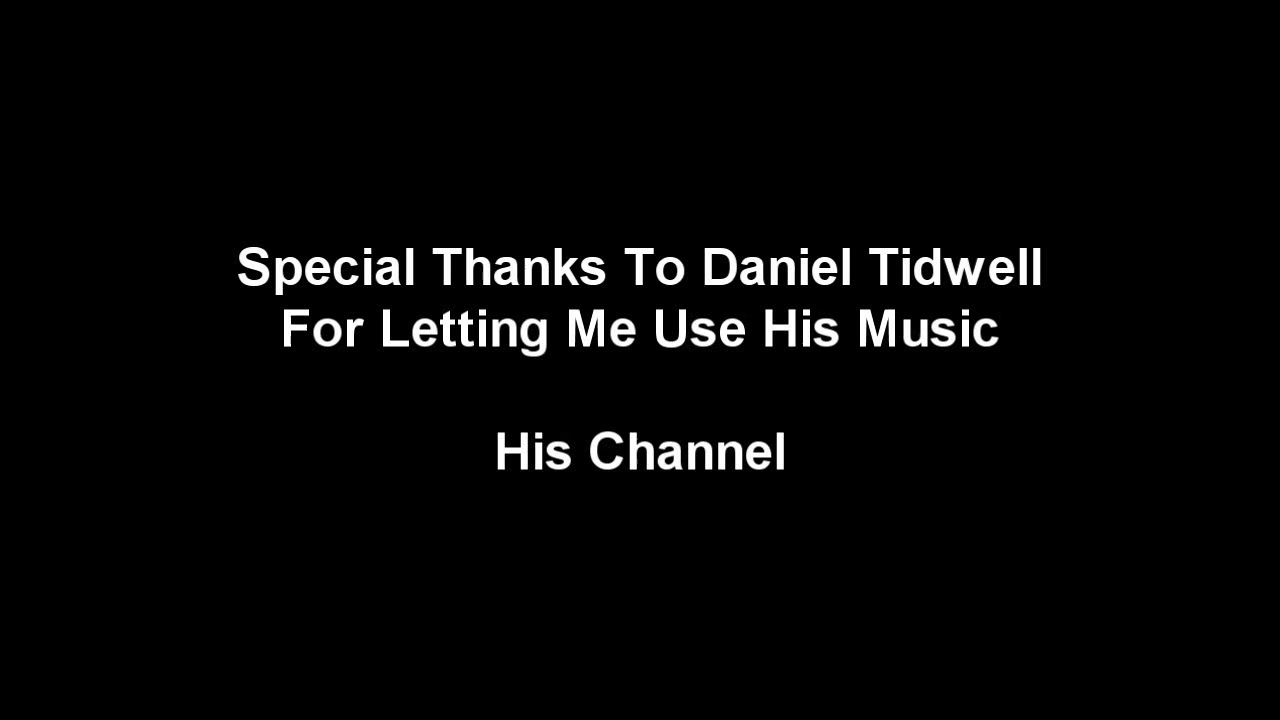 Special Thanks To Daniel Tidwell
For Letting Me Use His Music
His Channel